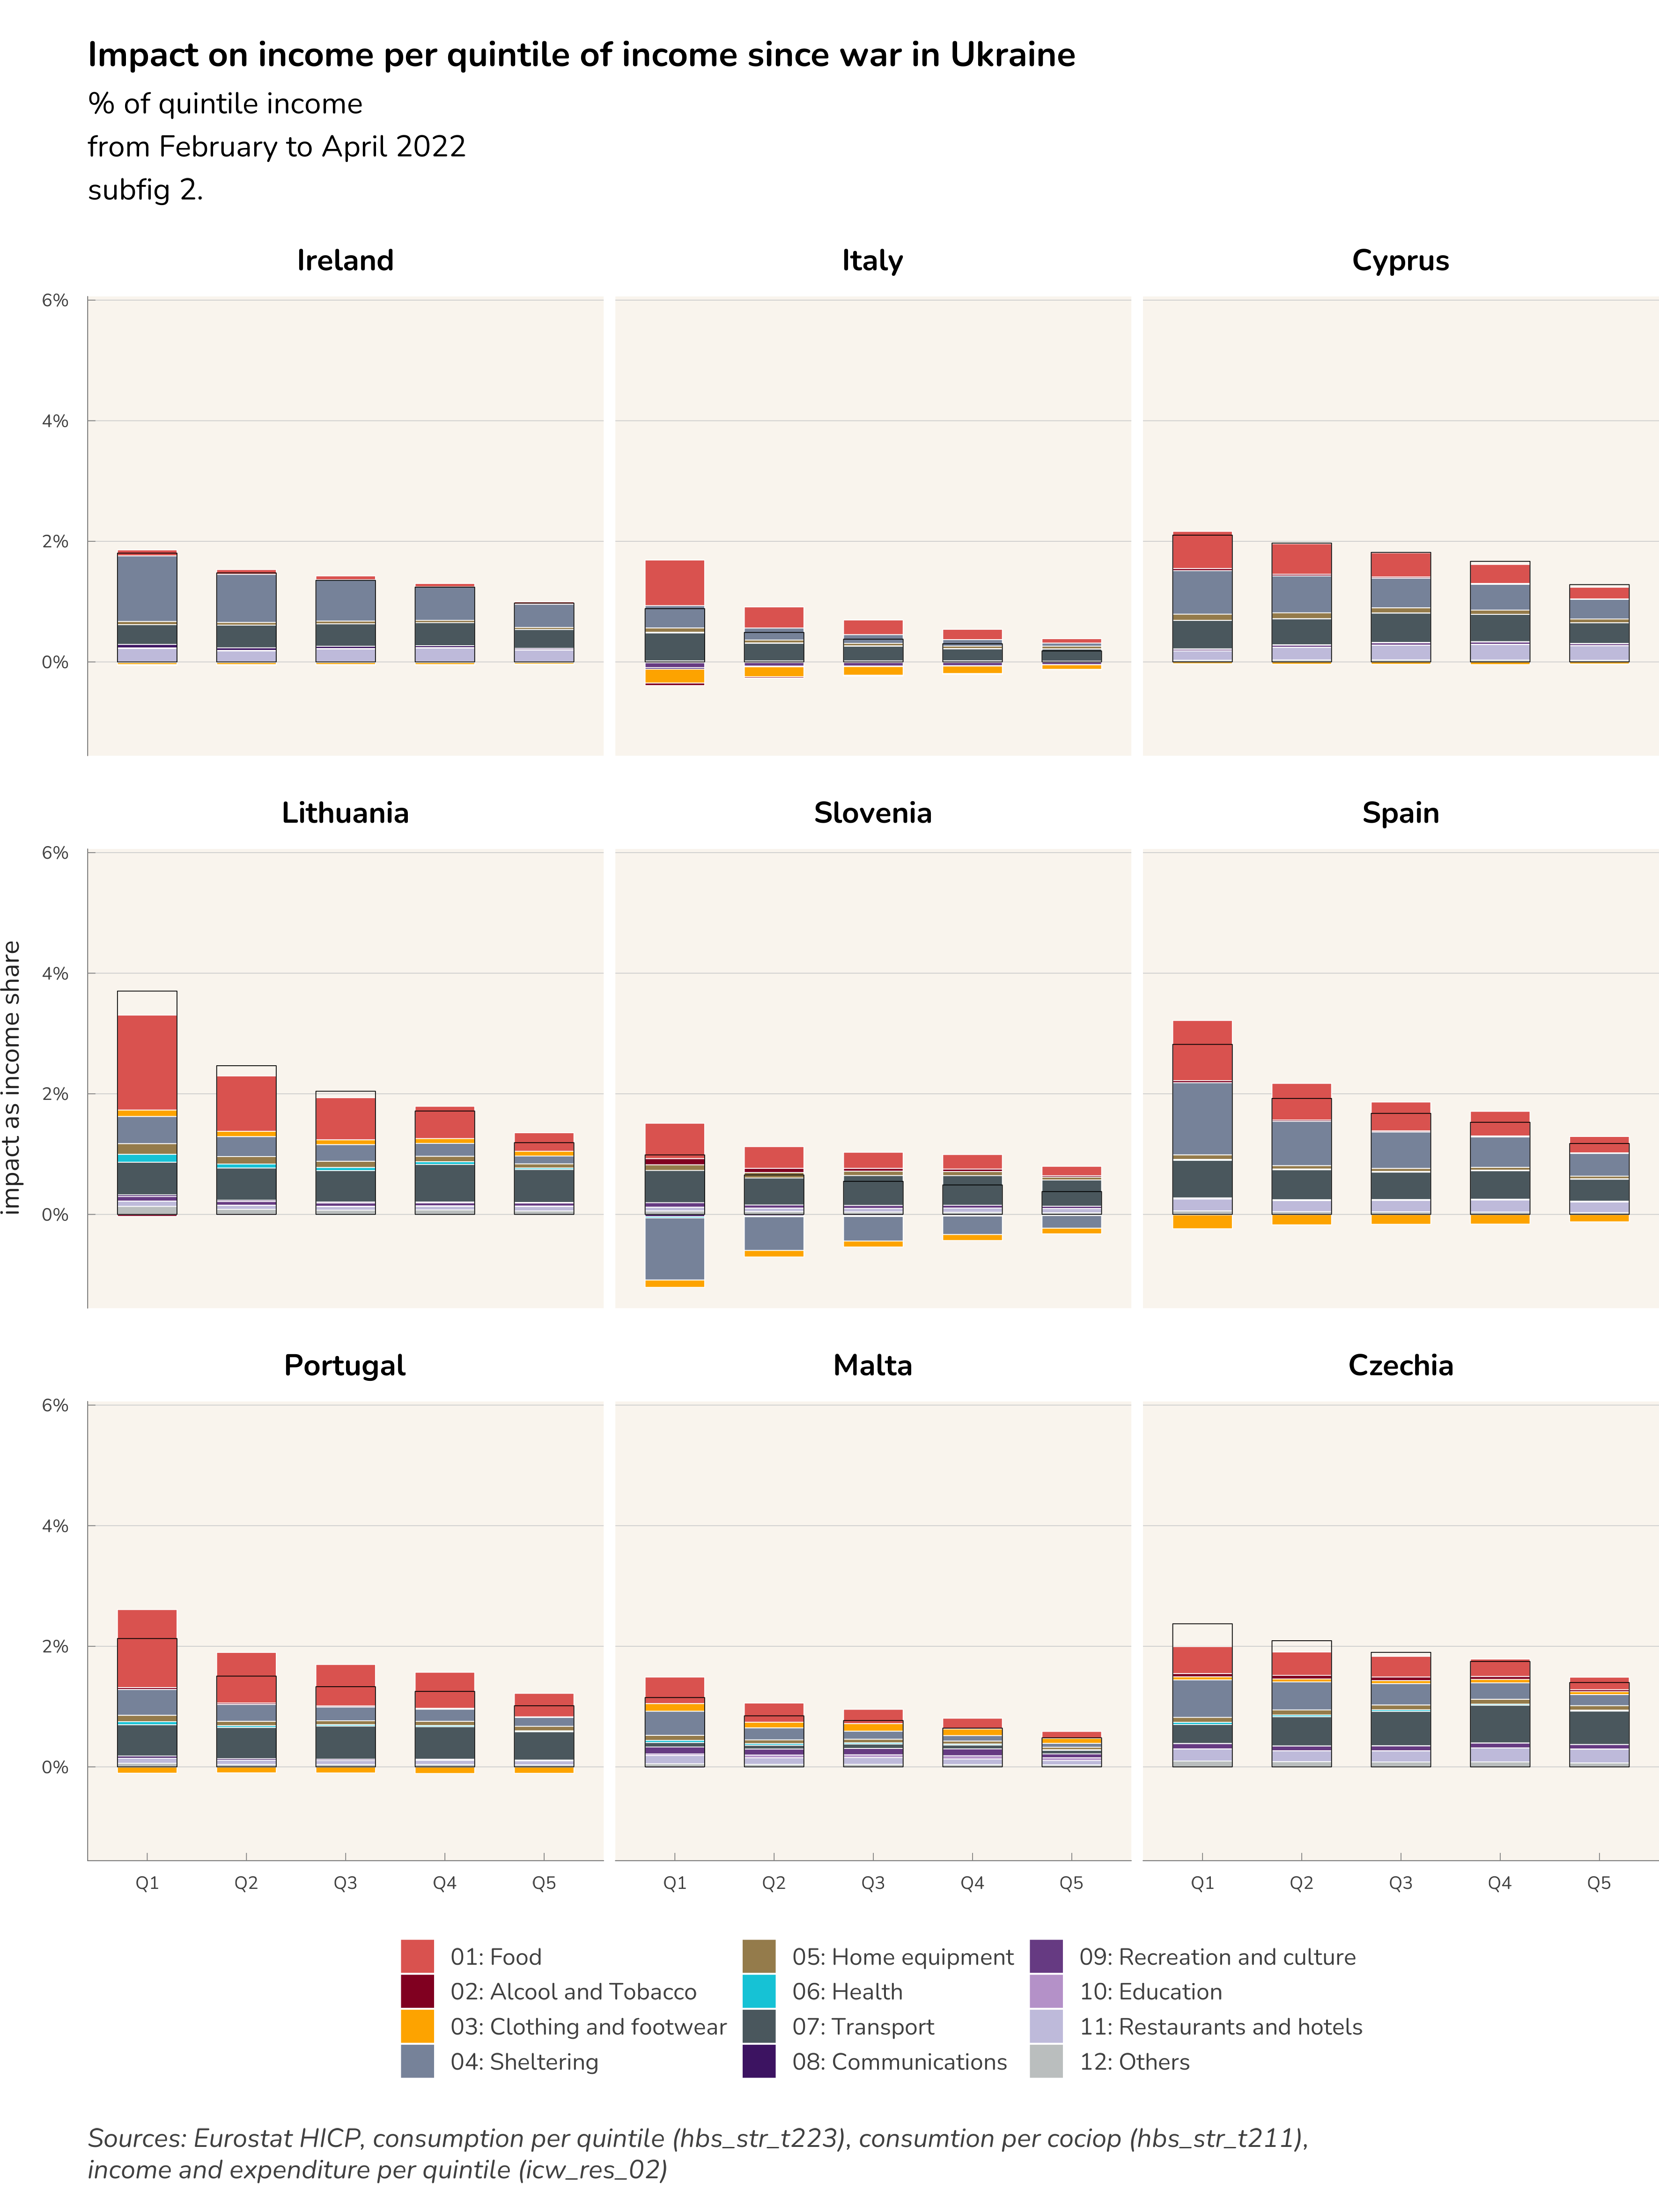 Impact on income per quintile of income since war in Ukraine
% of quintile income
from February to April 2022
subfig 2.
Ireland
Italy
Cyprus
6%
4%
2%
0%
Lithuania
Slovenia
Spain
impact as income share
6%
4%
2%
0%
Portugal
Malta
Czechia
6%
4%
2%
0%
Q1 Q2 Q3 Q4 Q5
Q1 Q2 Q3 Q4 Q5
Q1 Q2 Q3 Q4 Q5
01: Food
02: Alcool and Tobacco
03: Clothing and footwear
04: Sheltering
05: Home equipment
06: Health
07: Transport
08: Communications
09: Recreation and culture
10: Education
11: Restaurants and hotels
12: Others
Sources: Eurostat HICP, consumption per quintile (hbs_str_t223), consumtion per cociop (hbs_str_t211),
income and expenditure per quintile (icw_res_02)